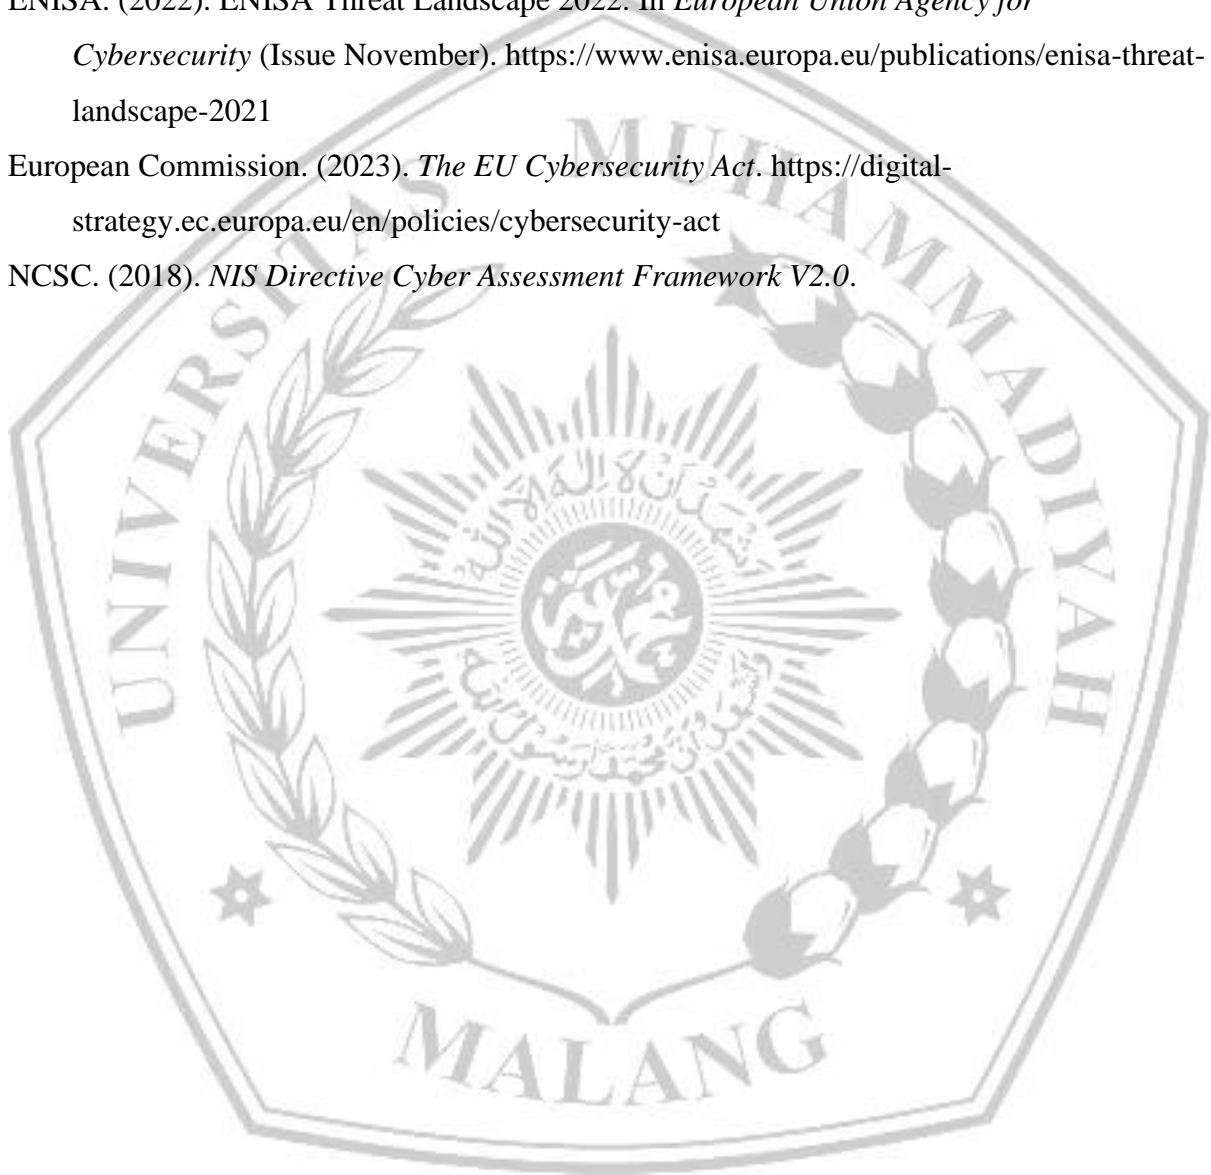 ENISA. (2022). ENISA Threat Landscape 2022. In European Union Agency for
Cybersecurity (Issue November). https://www.enisa.europa.eu/publications/enisa-threat-
landscape-2021
European Commission. (2023). The EU Cybersecurity Act. https://digital-
strategy.ec.europa.eu/en/policies/cybersecurity-act
NCSC. (2018). NIS Directive Cyber Assessment Framework V2.0.
UNIVERSITAS MUHAMMADIYAH
MALANG